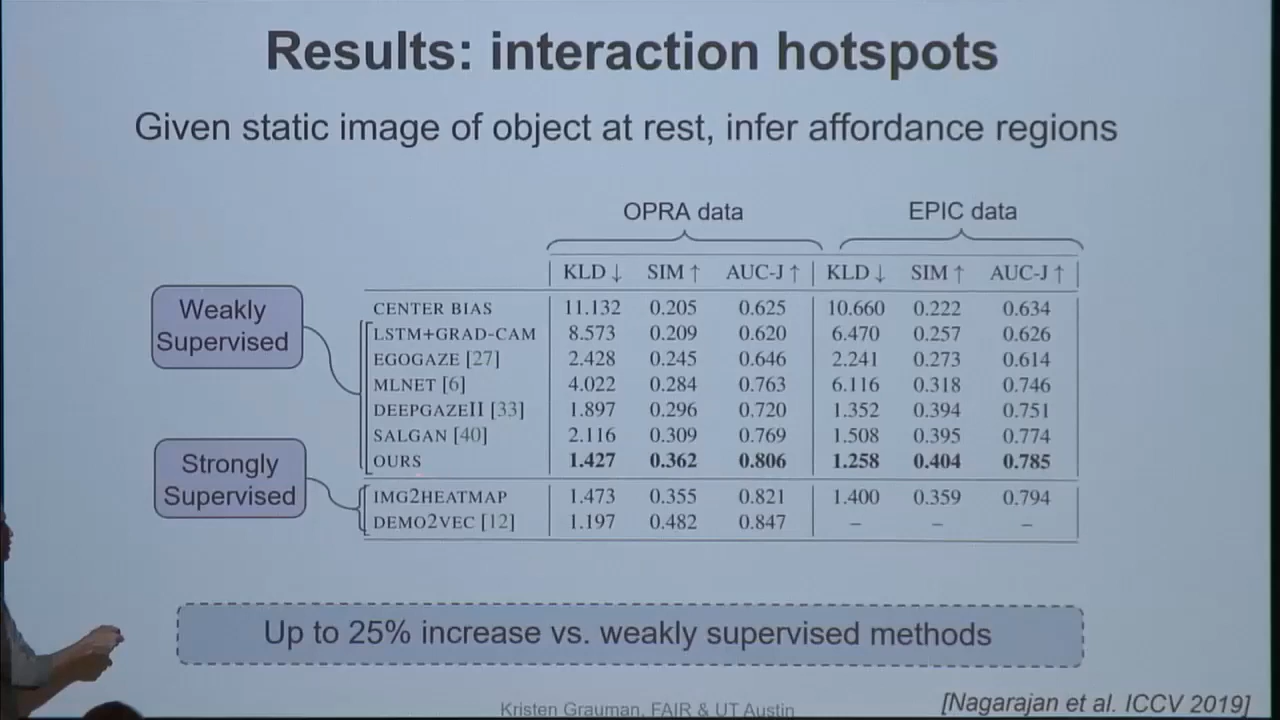 Results: interaction hotspots
Given static image of object at rest, infer affordance regions
OPRA data EPIC data
KLD ↓ SIM ↑ AUC-J ↑ KLD ↓ SIM ↑ AUC-J ↑
Weakly
Supervised
CENTER BIAS 11.132 0.205 0.625 10.660 0.222 0.634
LSTM+GRAD-CAM 8.573 0.209 0.620 6.470 0.257 0.626
EGOGAZE [27] 2.428 0.245 0.646 2.241 0.273 0.614
MLNET [6] 4.022 0.284 0.763 6.116 0.318 0.746
DEEPGAZEII [33] 1.897 0.296 0.720 1.352 0.394 0.751
SALGAN [40] 2.116 0.309 0.769 1.508 0.395 0.774
OURS 1.427 0.362 0.806 1.258 0.404 0.785
Strongly
Supervised
IMG2HEATMAP 1.473 0.355 0.821 1.400 0.359 0.794
DEMO2VEC [12] 1.197 0.482 0.847 – – –
Up to 25% increase vs. weakly supervised methods
Kristen Grauman, FAIR & UT Austin
[Nagarajan et al. ICCV 2019]